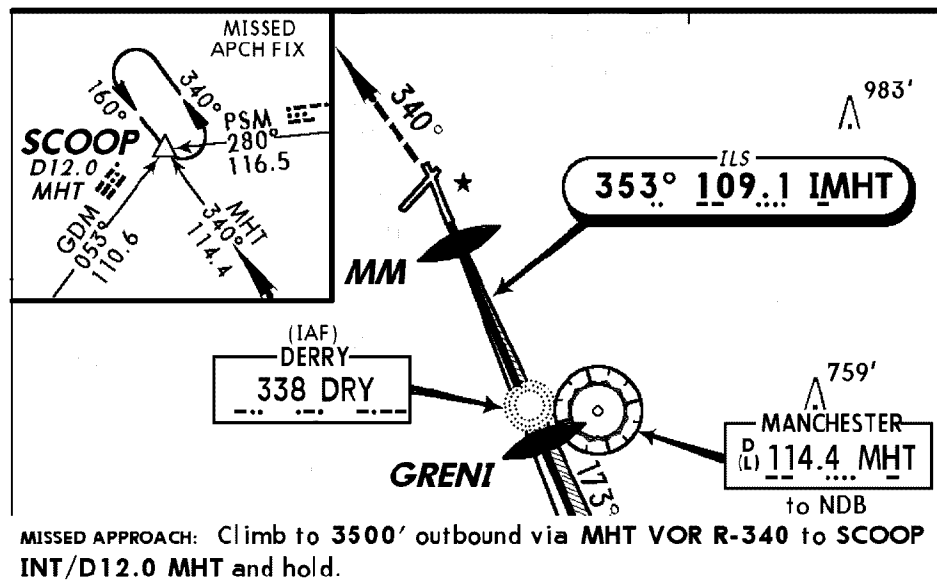 MISSED
APCH FIX
340°
160°
PSM
280°
116.5
SCOOP
D12.0
MHT
GDM
053°
110.6
MHT
340°
114.4
340°
983'
ILS
353° 109.1 IMHT
MM
(IAF)
DERRY
338 DRY
759'
MANCHESTER
D
(L) 114.4 MHT
to NDB
GRENI
173°
MISSED APPROACH: Climb to 3500' outbound via MHT VOR R-340 to SCOOP
INT/D12.0 MHT and hold.